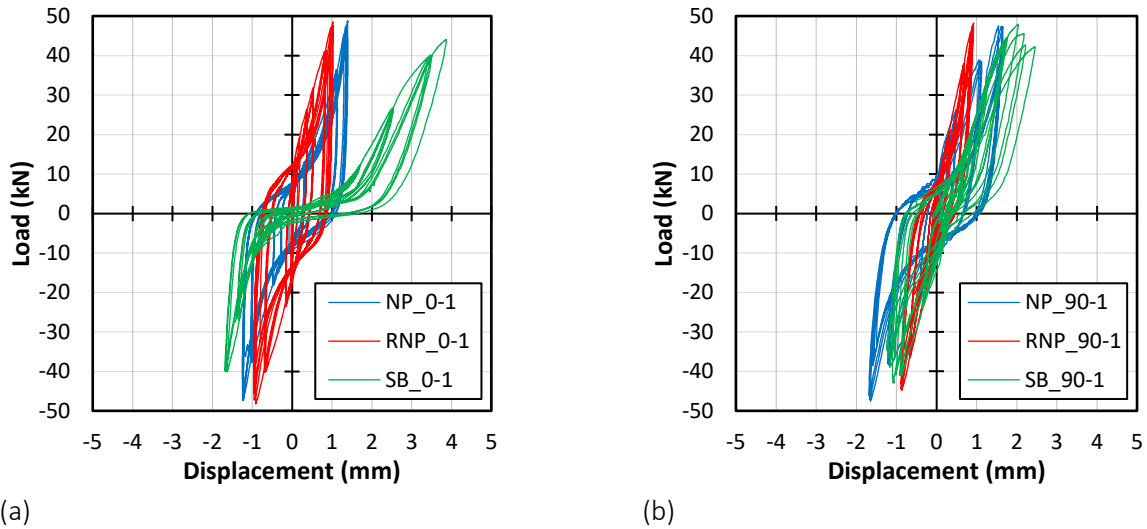 50
40
30
20
10
0
-10
-20
-30
-40
-50
Load (kN)
-5 -4 -3 -2 -1 0 1 2 3 4 5
Displacement (mm)
NP_0-1
RNP_0-1
SB_0-1
(a)
50
40
30
20
10
0
-10
-20
-30
-40
-50
Load (kN)
-5 -4 -3 -2 -1 0 1 2 3 4 5
Displacement (mm)
NP_90-1
RNP_90-1
SB_90-1
(b)